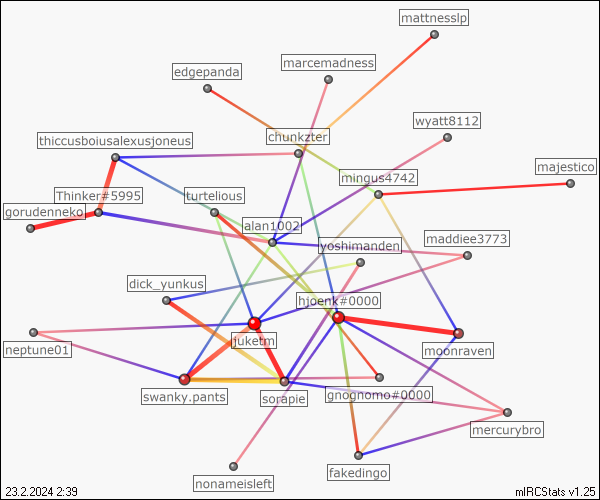 mattnesslp
marcemadness
edgepanda
wyatt8112
chunkzter
thiccusboiusalexusjoneus
majestico
mingus4742
Thinker#5995
turtelious
gorudenneko
alan1002
maddiee3773
yoshimanden
dick_yunkus
hjoenk#0000
juketm
neptune01
moonraven
swanky.pants
sorapie
gnognomo#0000
mercurybro
fakedingo
nonameisleft
23.2.2024 2:39
mIRCStats v1.25